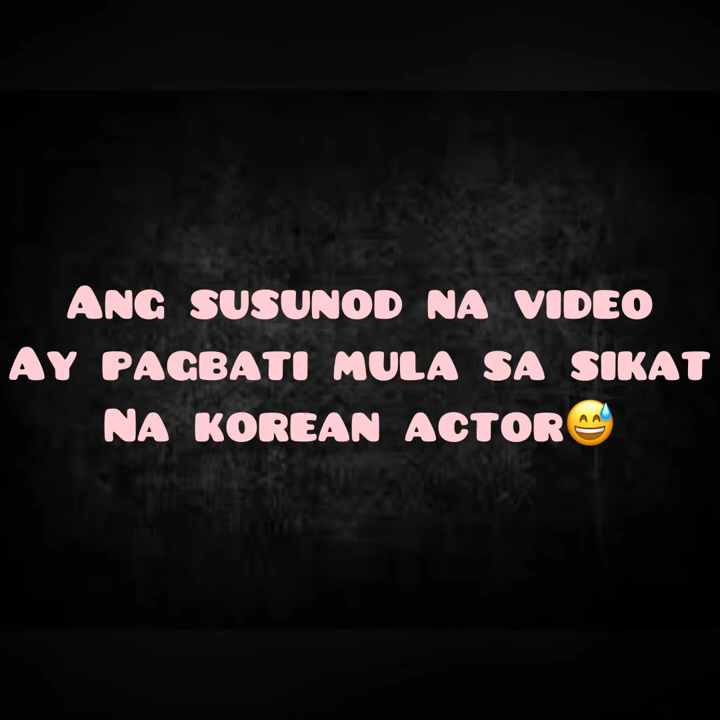 Ang susunod na video
Ay pagbati mula sa sikat
Na korean actor😅